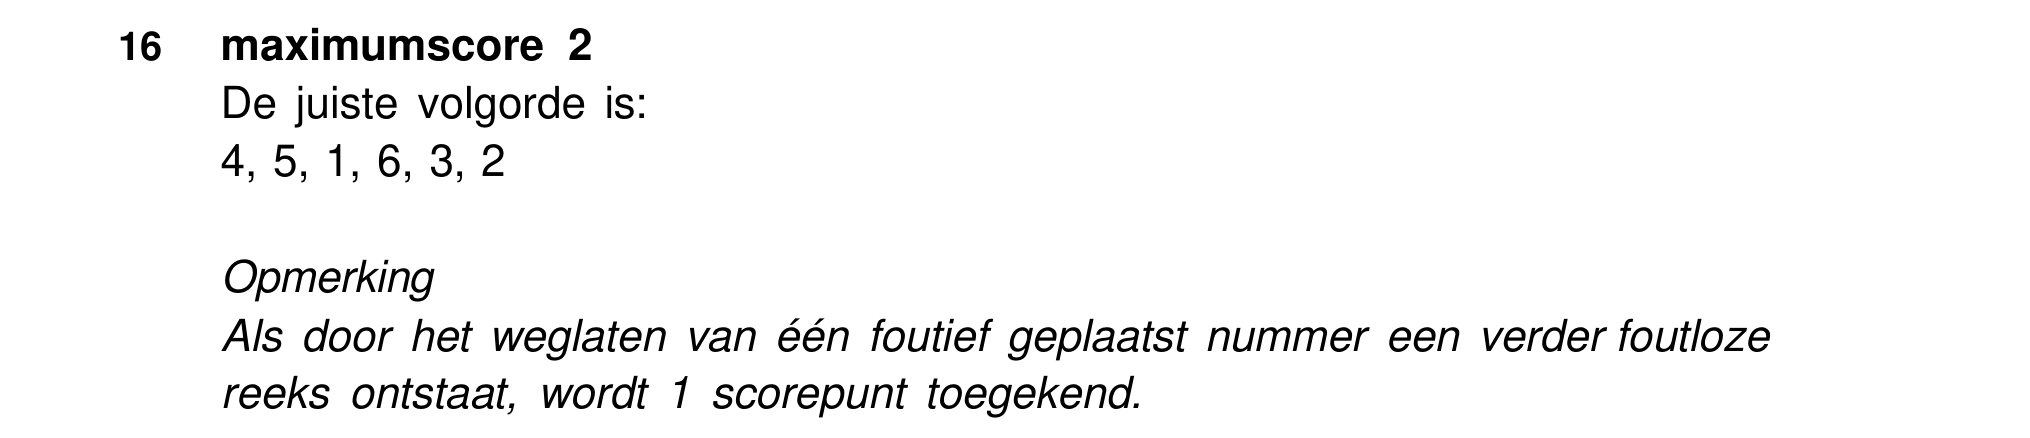 16 maximumscore 2
De juiste volgorde is:
4, 5, 1, 6, 3, 2
Opmerking
Als door het weglaten van één foutief geplaatst nummer een verder foutloze
reeks ontstaat, wordt 1 scorepunt toegekend.